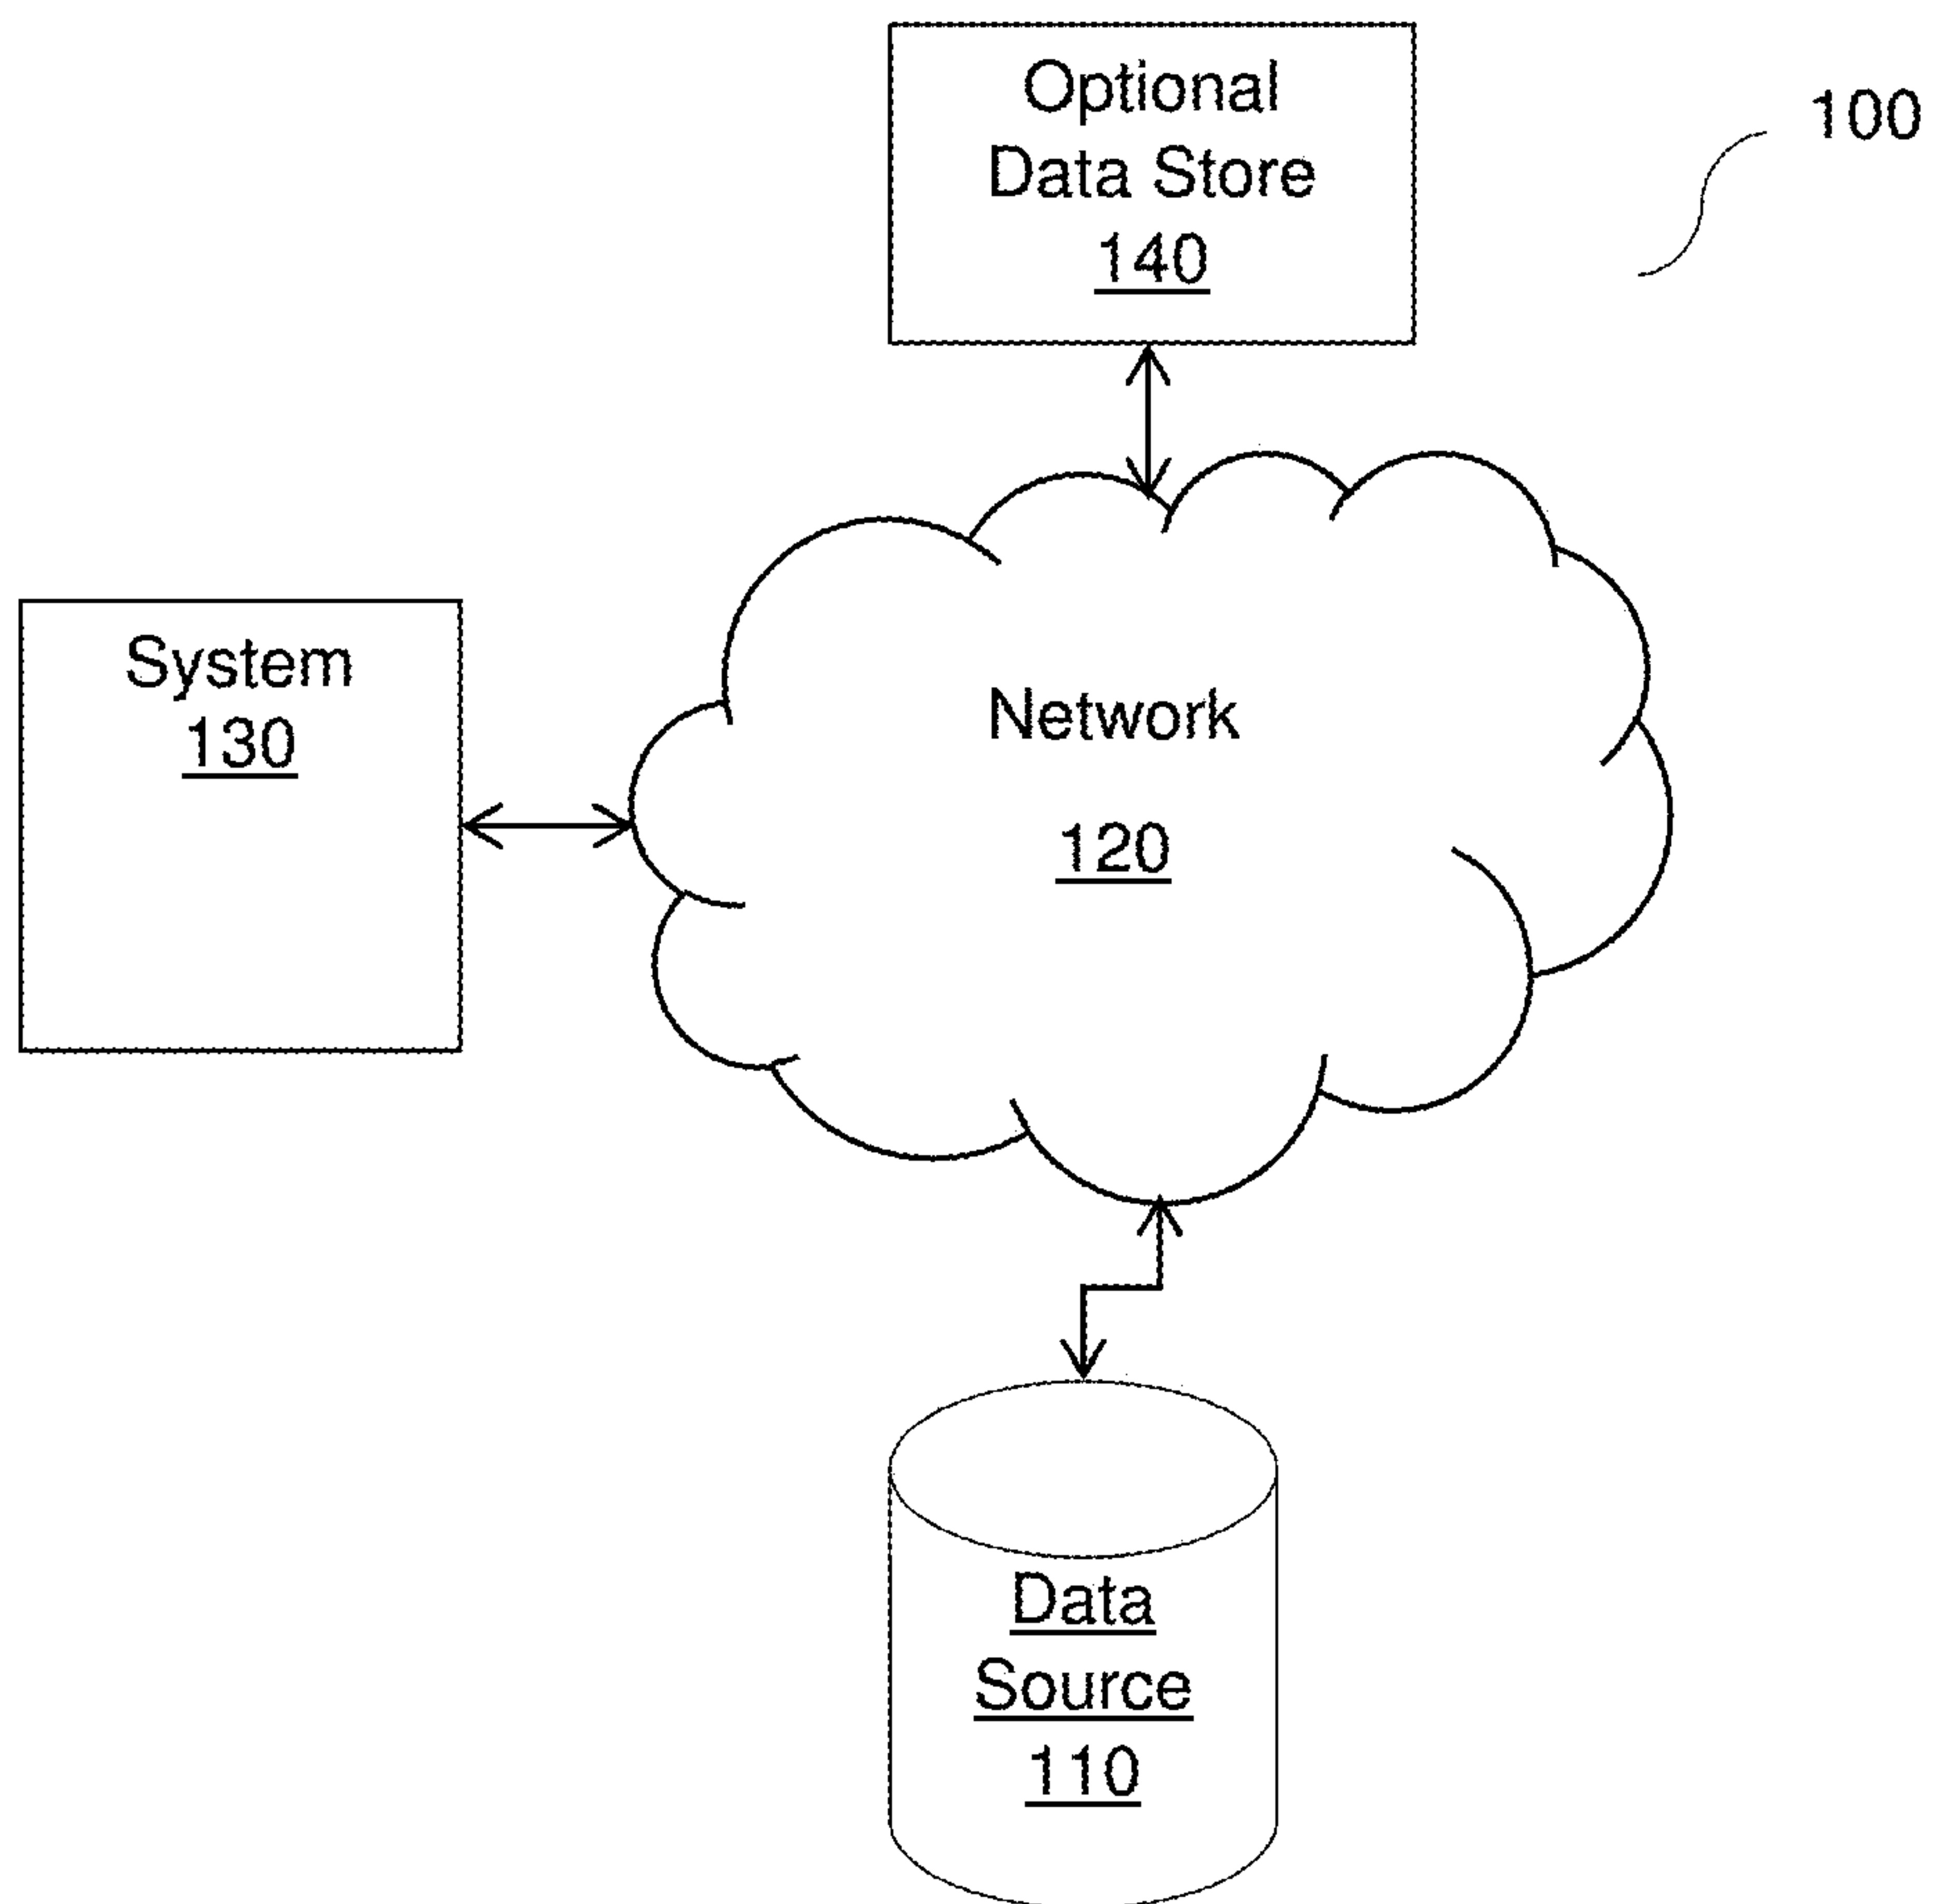 Optional
Data Store
140
100
System
130
Network
120
Data
Source
110